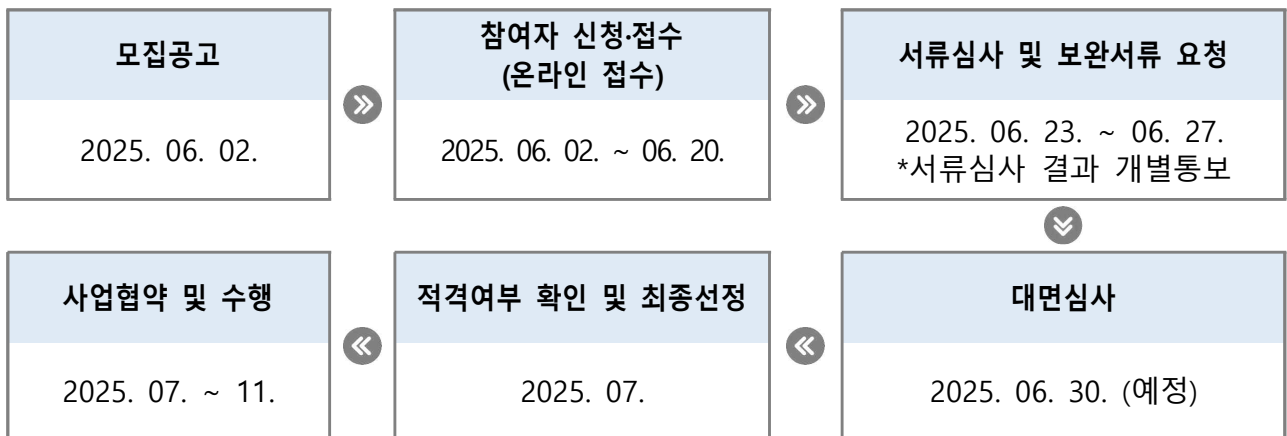 모집공고
2025. 06. 02.
참여자 신청·접수
(온라인 접수)
2025. 06. 02. ~ 06. 20.
서류심사 및 보완서류 요청
2025. 06. 23. ~ 06. 27.
*서류심사 결과 개별통보
대면심사
2025. 06. 30. (예정)
적격여부 확인 및 최종선정
2025. 07.
사업협약 및 수행
2025. 07. ~ 11.